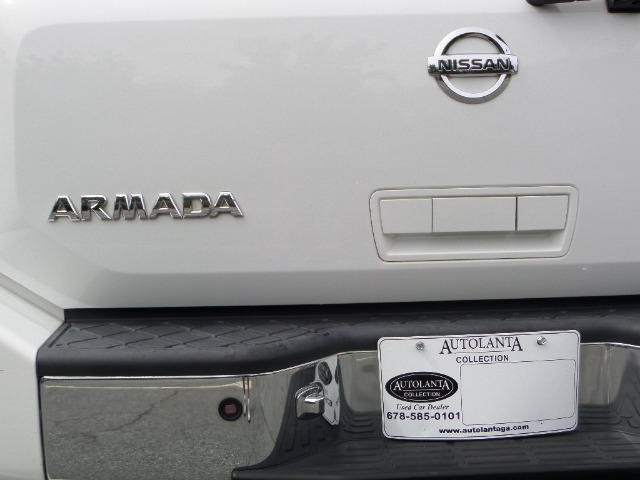 NISSAN
ARMADA
AUTOLANTA
COLLECTION
AUTOLANTA
COLLECTION
Used Car Dealer
678-585-0101
www.autolantaga.com